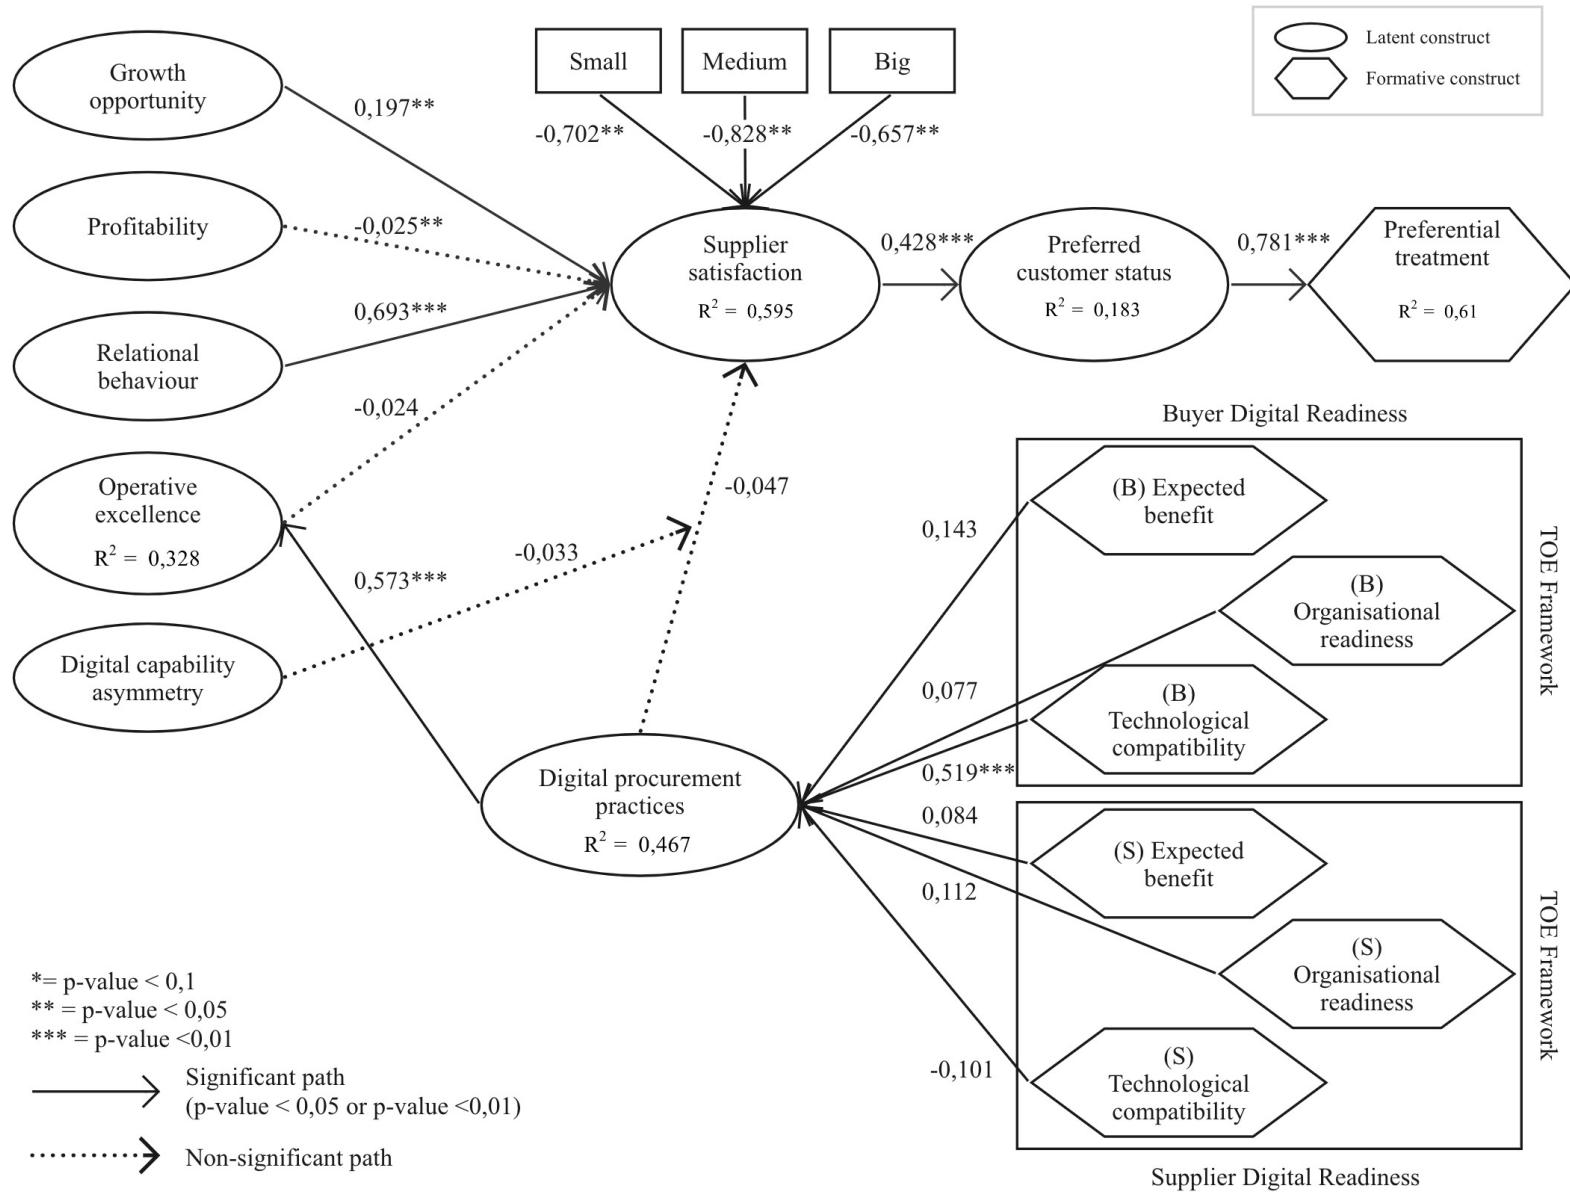 Growth
opportunity
Profitability
Relational
behaviour
Operative
excellence
R² = 0,328
Digital capability
asymmetry
0,197**
-0,025**
0,693***
-0,024
0,573***
-0,033
-0,047
Small
Medium
Big
-0,702**
-0,828**
-0,657**
Supplier
satisfaction
R² = 0,595
0,428***
Preferred
customer status
R² = 0,183
0,781***
Preferential
treatment
R² = 0,61
Latent construct
Formative construct
Digital procurement
practices
R² = 0,467
Buyer Digital Readiness
(B) Expected
benefit
(B)
Organisational
readiness
(B)
Technological
compatibility
TOE Framework
0,143
0,077
0,519***
0,084
0,112
-0,101
(S) Expected
benefit
(S)
Organisational
readiness
(S)
Technological
compatibility
TOE Framework
Supplier Digital Readiness
*= p-value < 0,1
** = p-value < 0,05
*** = p-value <0,01
Significant path
(p-value < 0,05 or p-value <0,01)
Non-significant path